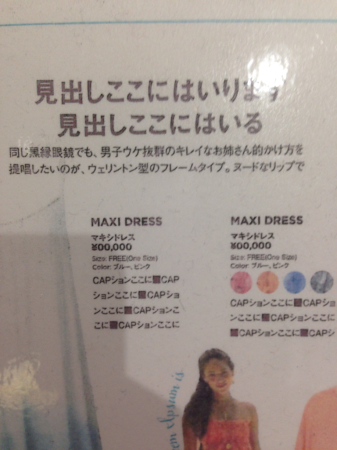 見出しここにはいります
見出しここにはいる
同じ黒縁眼鏡でも、男子ウケ抜群のキレイなお姉さん的かけ方を
提唱したいのが、ウェリントン型のフレームタイプ。ヌードなリップで
MAXI DRESS
マキシドレス
¥00,000
Size: FREE(One Size)
Color: ブルー、ピンク
CAPションここに■CAP
ションここに■CAPショ
ンここに■CAPションこ
こに■CAPションここに
MAXI DRESS
マキシドレス
¥00,000
Size: FREE(One Size)
Color: ブルー、ピンク
CAPションここに■CAP
ションここに■CAPショ
ンここに■CAPションこ
■CAPションここに■CAPシ